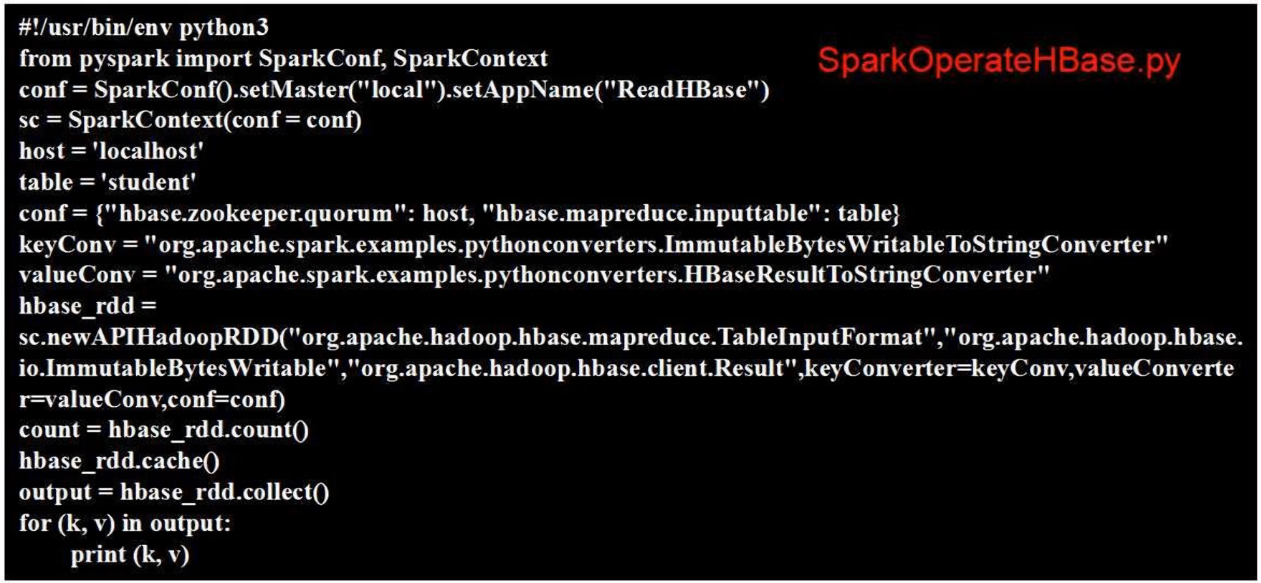 #!/usr/bin/env python3
from pyspark import SparkConf, SparkContext
SparkOperateHBase.py
conf = SparkConf().setMaster("local").setAppName("ReadHBase")
sc = SparkContext(conf = conf)
host = 'localhost'
table = 'student'
conf = {"hbase.zookeeper.quorum": host, "hbase.mapreduce.inputtable": table}
keyConv = "org.apache.spark.examples.pythonconverters.ImmutableBytesWritableToStringConverter"
valueConv = "org.apache.spark.examples.pythonconverters.HBaseResultToStringConverter"
hbase_rdd =
sc.newAPIHadoopRDD("org.apache.hadoop.hbase.mapreduce.TableInputFormat","org.apache.hadoop.hbase.
io.ImmutableBytesWritable","org.apache.hadoop.hbase.client.Result",keyConverter=keyConv,valueConverte
r=valueConv,conf=conf)
count = hbase_rdd.count()
hbase_rdd.cache()
output = hbase_rdd.collect()
for (k, v) in output:
    print (k, v)